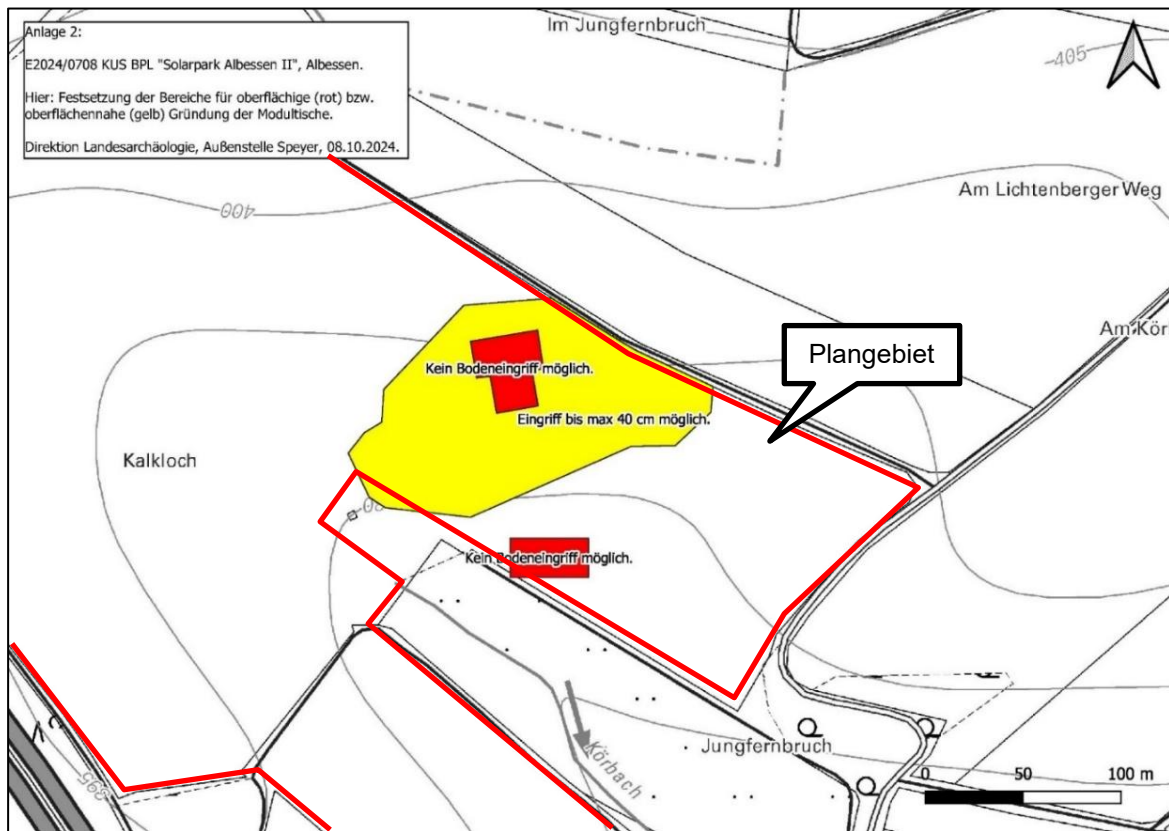 Anlage 2:
E2024/0708 KUS BPL "Solarpark Albessen II", Albessen.
Hier: Festsetzung der Bereiche für oberflächige (rot) bzw.
oberflächennahe (gelb) Gründung der Modultische.
Direktion Landesarchäologie, Außenstelle Speyer, 08.10.2024.
Im Jungfernbruch
405
Am Lichtenberger Weg
400
Am Kör
Plangebiet
Kein Bodeneingriff möglich.
Eingriff bis max 40 cm möglich.
Kalkloch
Kein Bodeneingriff möglich.
Jungfernbruch
Körbach
395
0 50 100 m